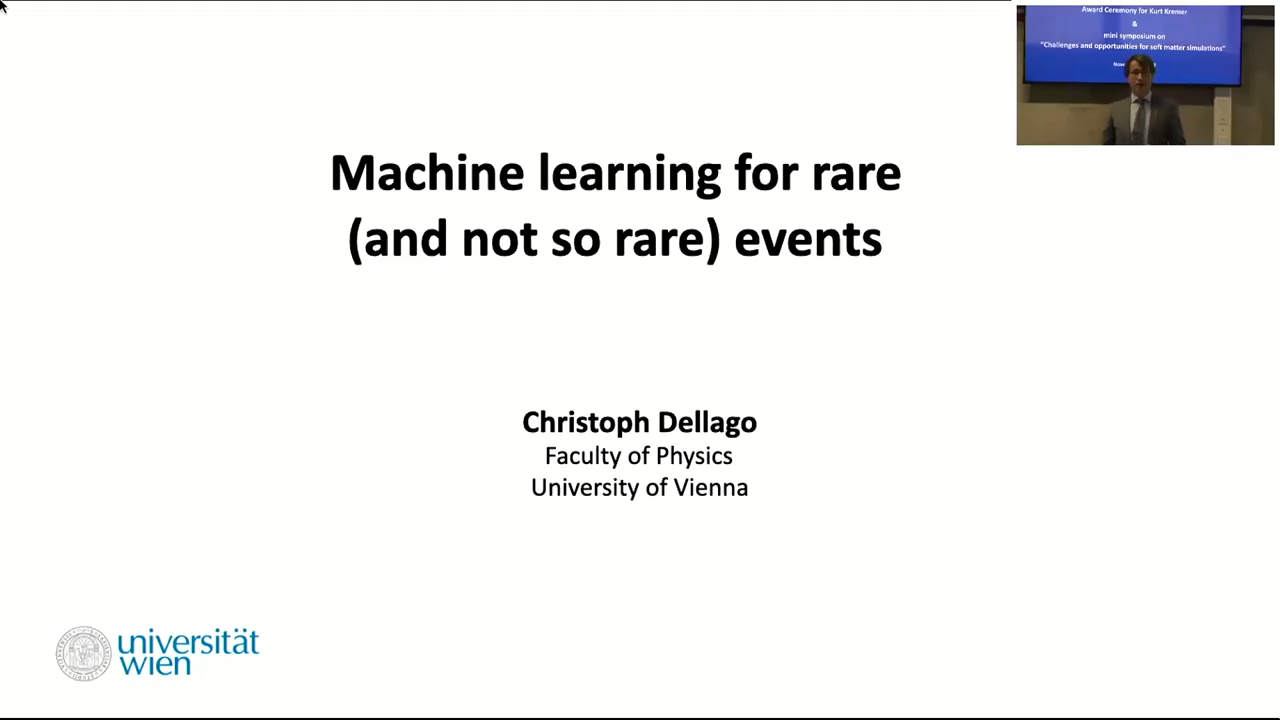 Award Ceremony for Kurt Kremer
&
mini symposium on
"Challenges and opportunities for soft matter simulations"
Machine learning for rare
(and not so rare) events
Christoph Dellago
Faculty of Physics
University of Vienna
universität
wien